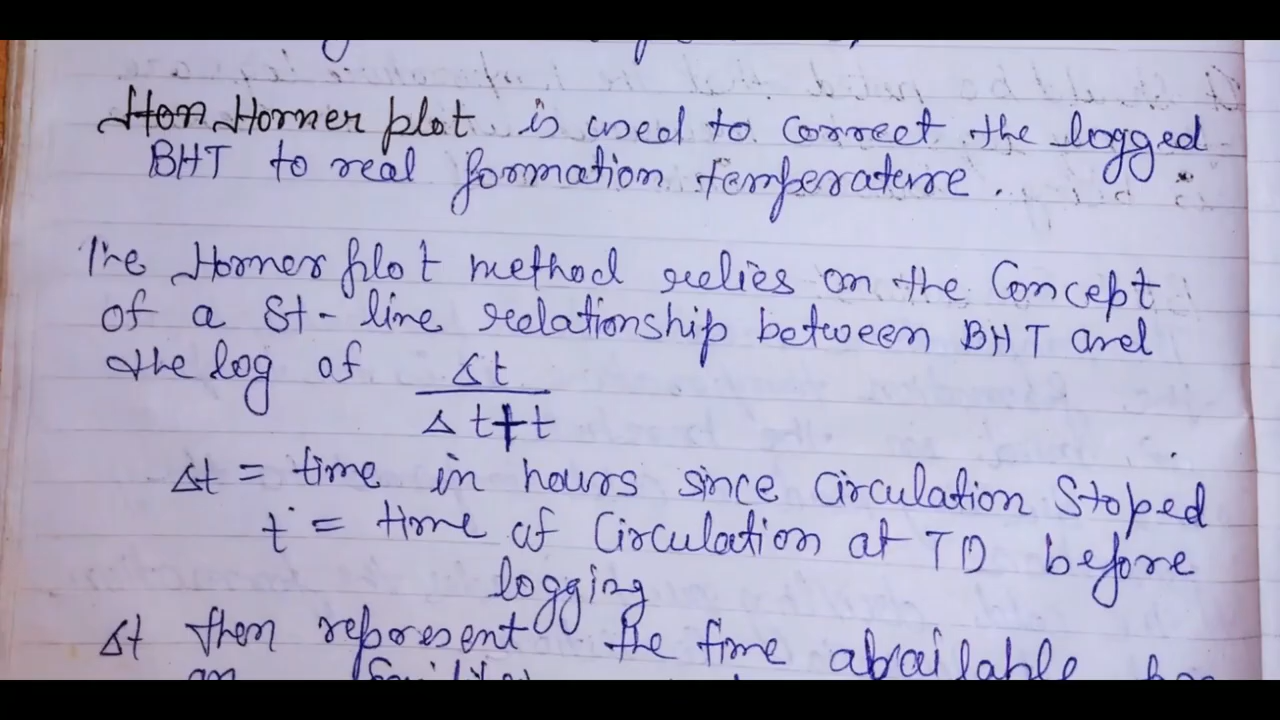 Hon Horner plot is used to correct the logged
BHT to real formation temperature.
The Horner plot method relies on the Concept
of a St-line relationship between BHT and
the log of Δt / Δt+t
Δt = time in hours since Circulation Stoped
t = time of Circulation at TD before
logging
Δt then represent the time